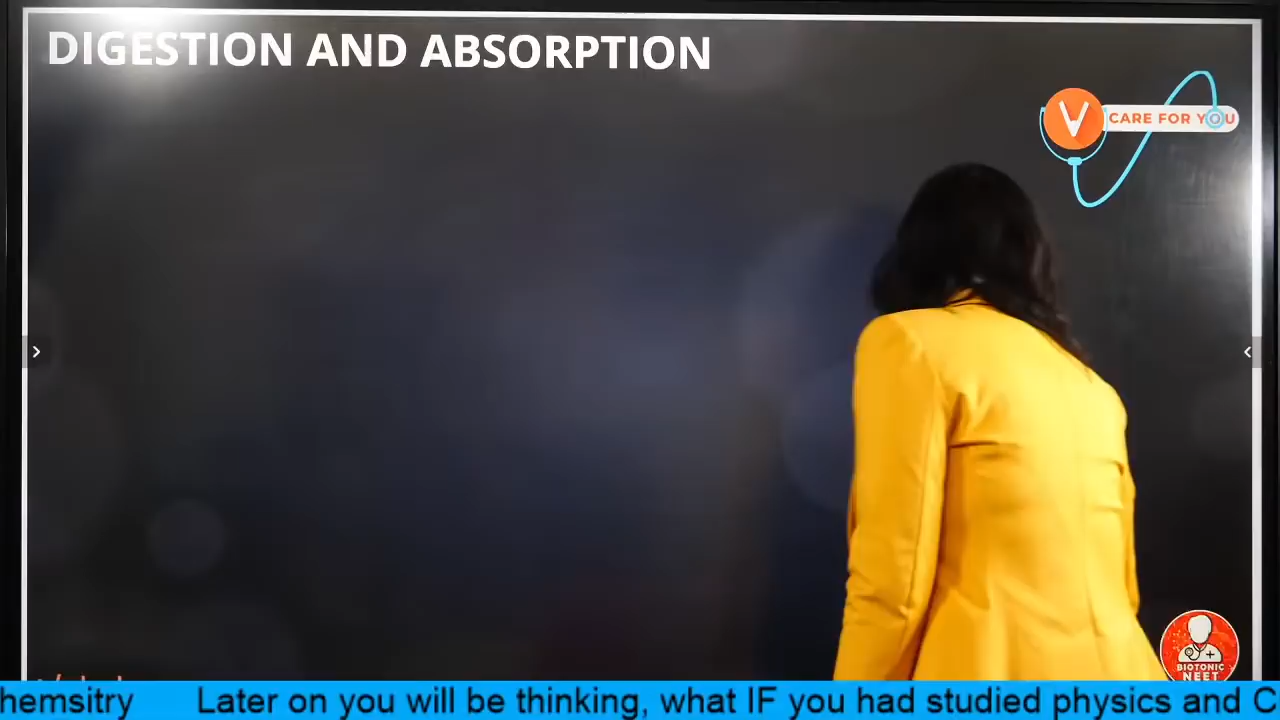 DIGESTION AND ABSORPTION
V
CARE FOR YOU
BIOTONIC
NEET
hemsitry Later on you will be thinking, what IF you had studied physics and C